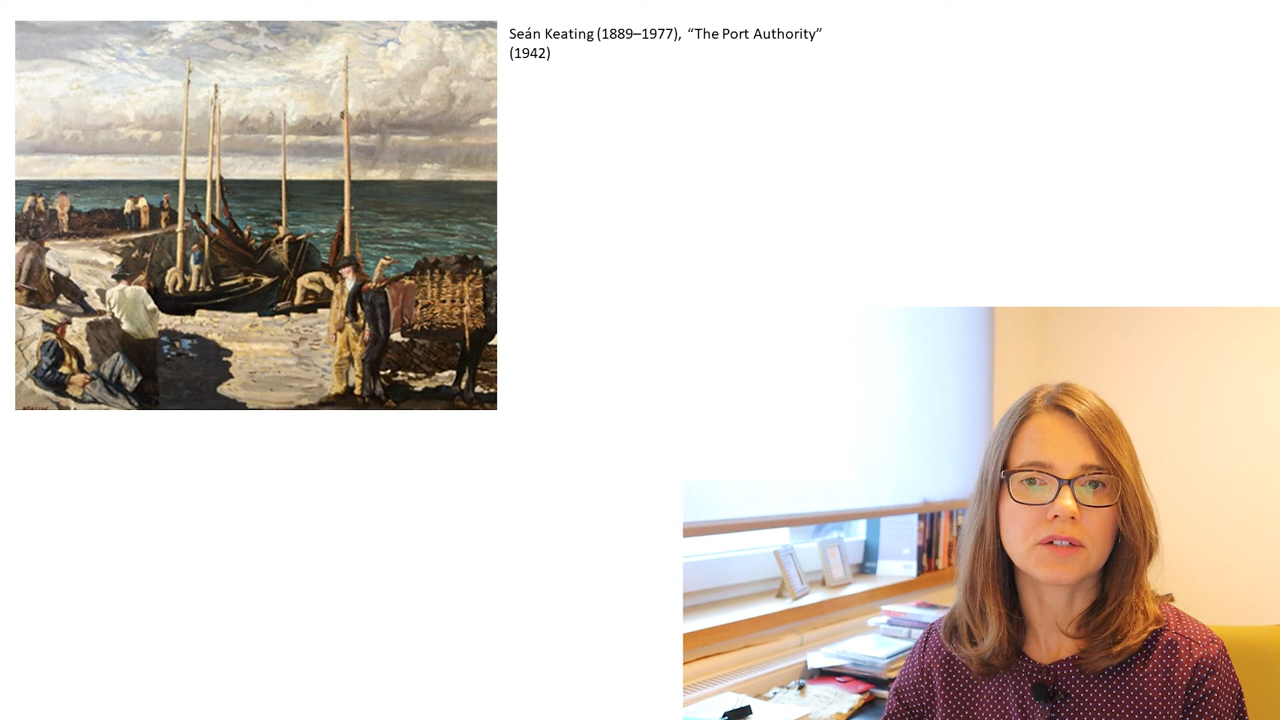 Seán Keating (1889–1977), “The Port Authority”
(1942)